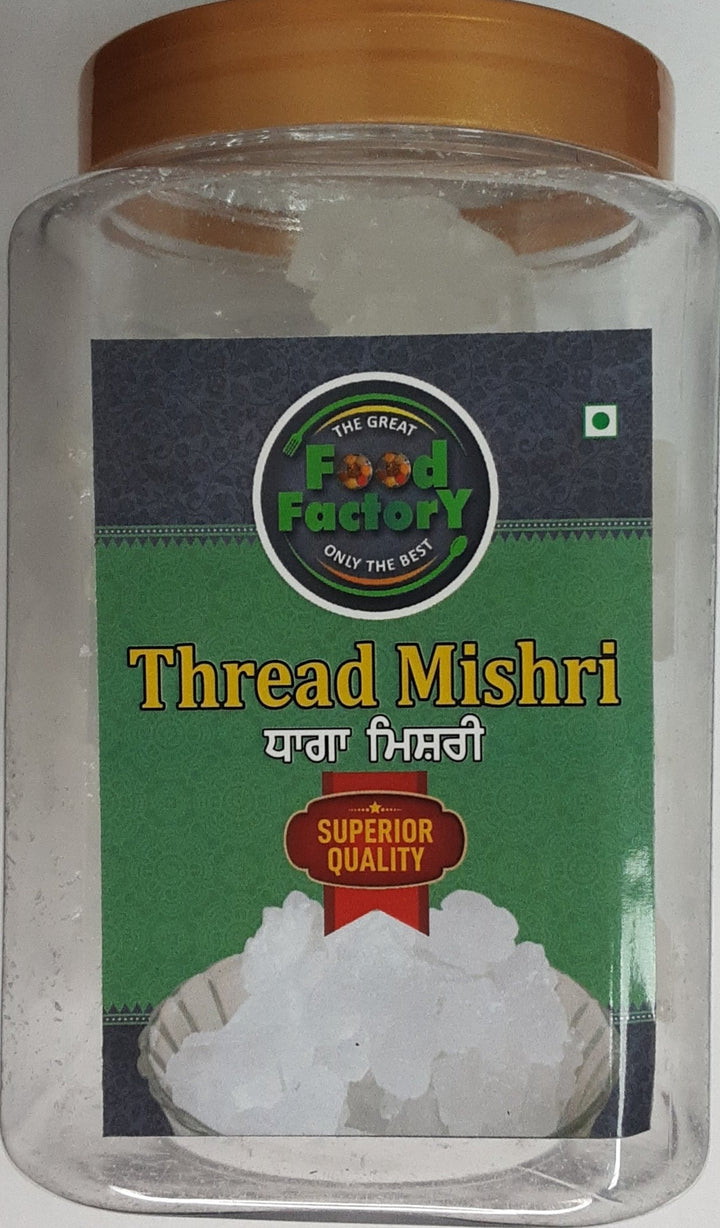 THE GREAT
Food
FactorY
ONLY THE BEST
Thread Mishri
ਧਾਗਾ ਮਿਸ਼ਰੀ
SUPERIOR
QUALITY